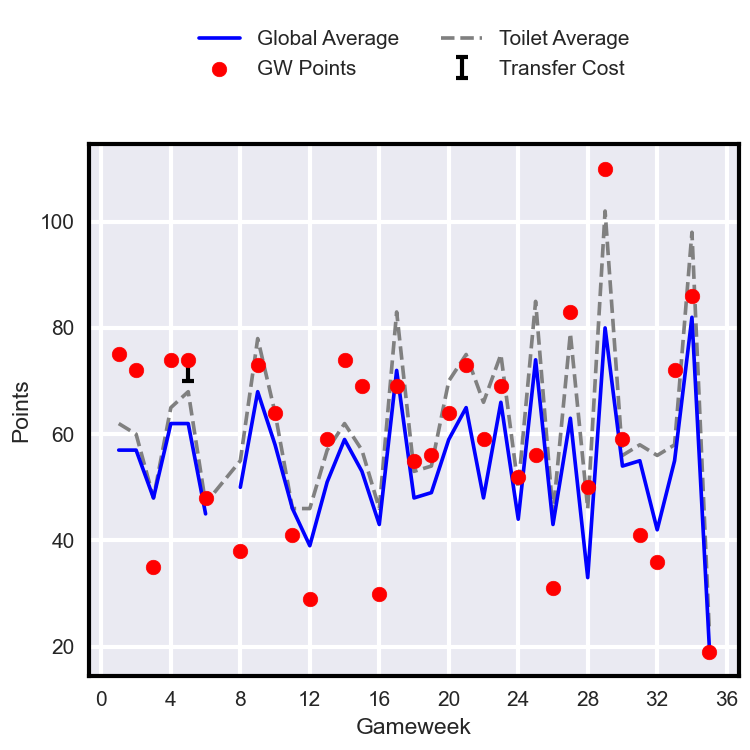 Global Average
Toilet Average
GW Points
Transfer Cost
Points
100
80
60
40
20
0 4 8 12 16 20 24 28 32 36
Gameweek